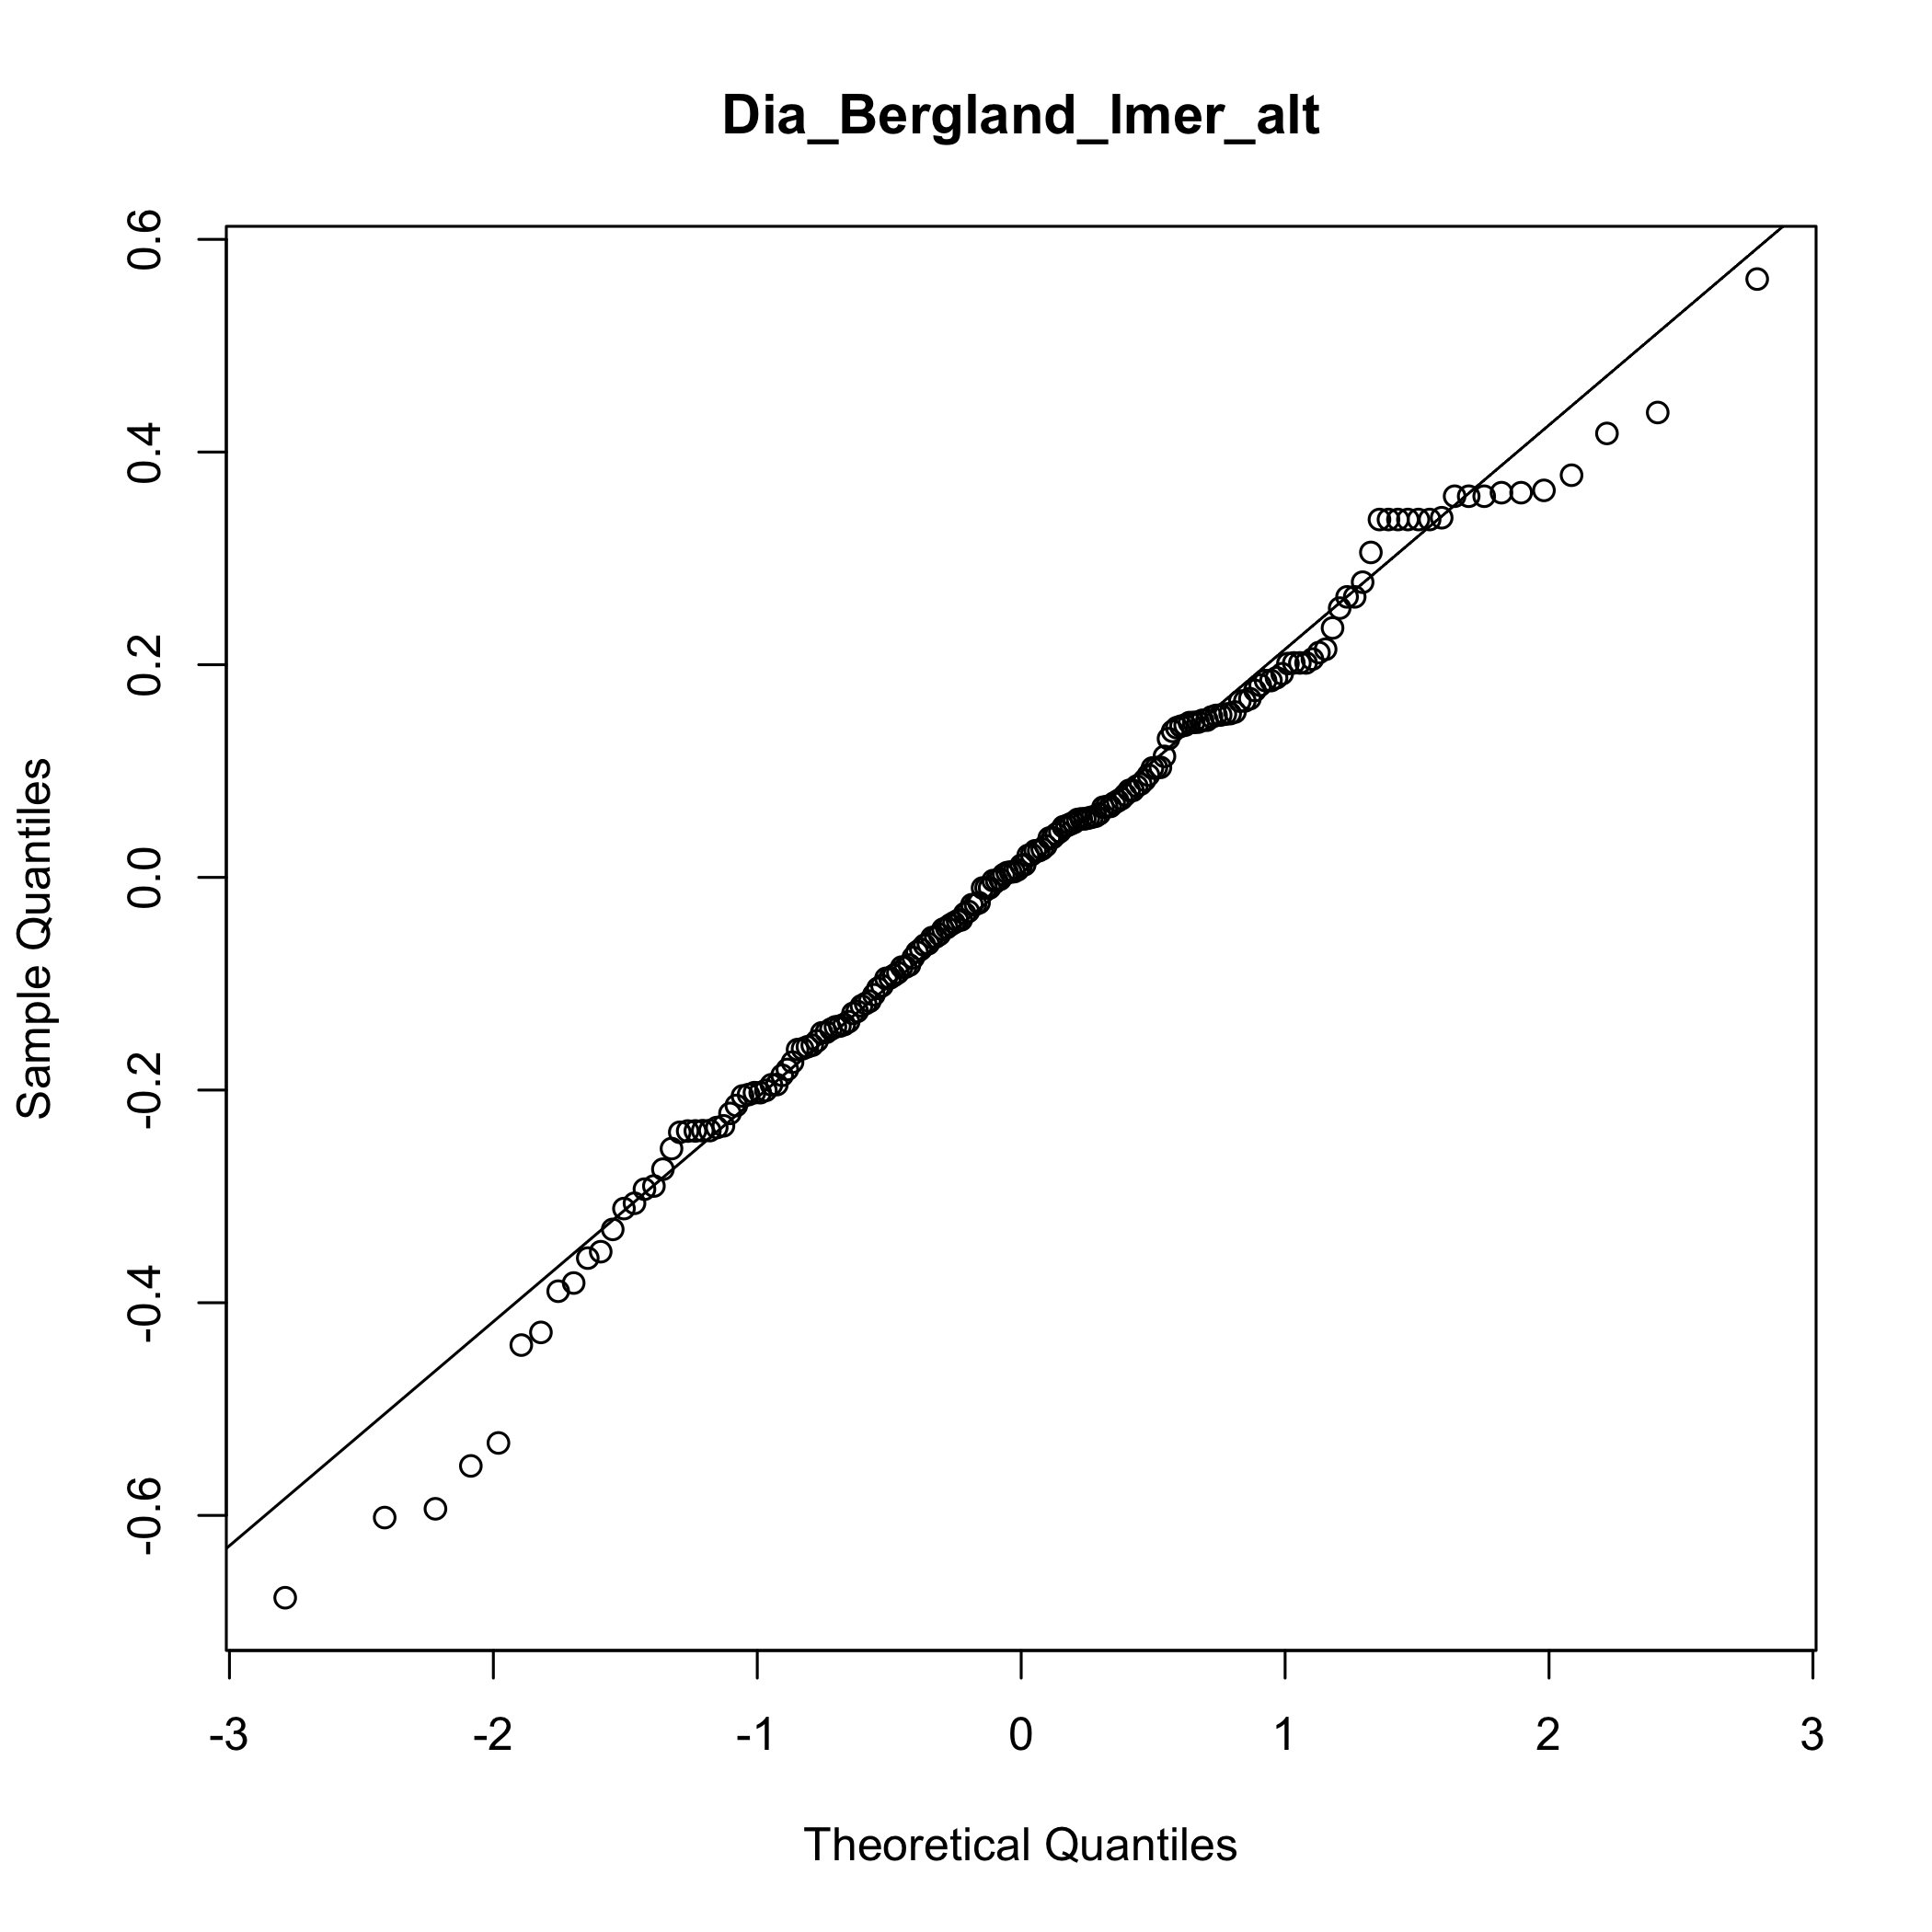 Dia_Bergland_lmer_alt
0.6
0.4
0.2
0.0
-0.2
-0.4
-0.6
Sample Quantiles
-3 -2 -1 0 1 2 3
Theoretical Quantiles